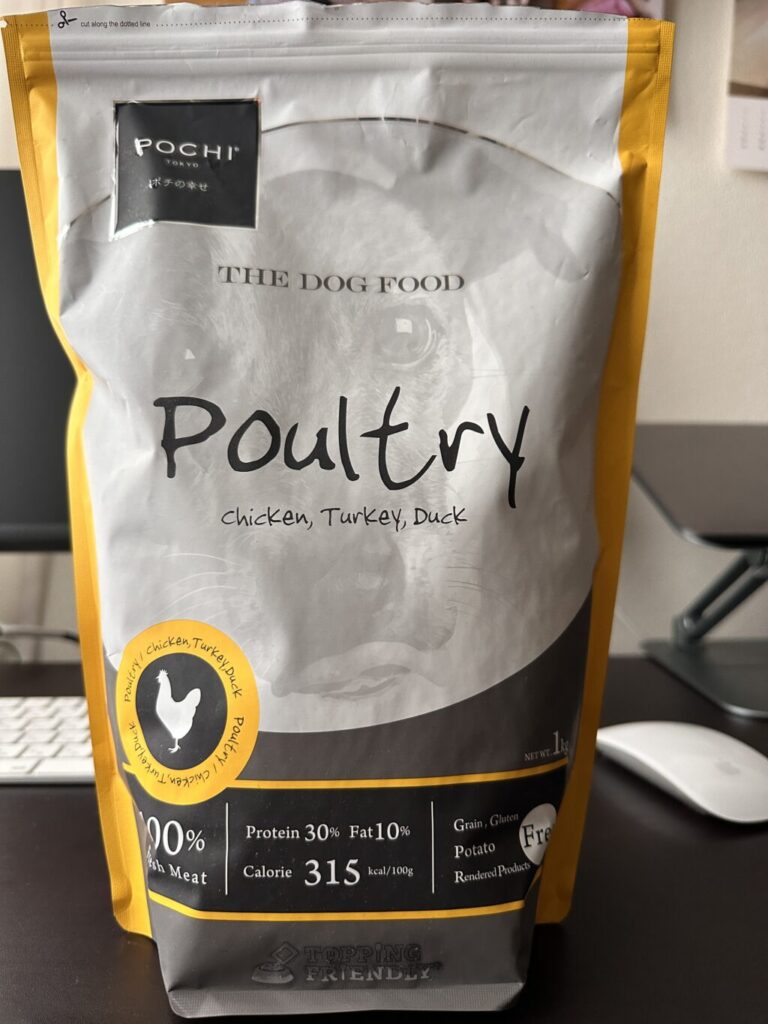 cut along the dotted line
POCHI®
TOKYO
ポチの幸せ
THE DOG FOOD
Poultry
Chicken, Turkey, Duck
Poultry / Chicken, Turkey, Duck
Poultry / Chicken, Turkey, Duck
NET WT. 1kg
00%
sh Meat
Protein 30% Fat 10%
Calorie 315 kcal/100g
Grain , Gluten
Potato
Rendered Products
Fre
TOPPING
FRIENDLY®